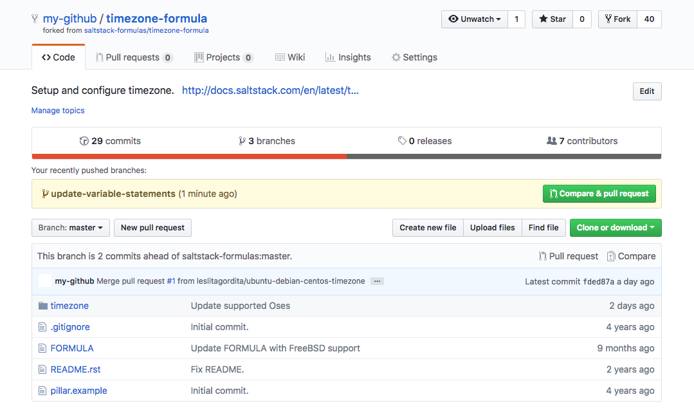 my-github / timezone-formula
forked from saltstack-formulas/timezone-formula
Unwatch 1 Star 0 Fork 40
Code Pull requests 0 Projects 0 Wiki Insights Settings
Setup and configure timezone. http://docs.saltstack.com/en/latest/t... Edit
Manage topics
29 commits 3 branches 0 releases 7 contributors
Your recently pushed branches:
update-variable-statements (1 minute ago) Compare & pull request
Branch: master New pull request Create new file Upload files Find file Clone or download
This branch is 2 commits ahead of saltstack-formulas:master. Pull request Compare
my-github Merge pull request #1 from leslitagordita/ubuntu-debian-centos-timezone ... Latest commit fded87a a day ago
timezone Update supported Oses 2 days ago
.gitignore Initial commit. 4 years ago
FORMULA Update FORMULA with FreeBSD support 9 months ago
README.rst Fix README. 2 years ago
pillar.example Initial commit. 4 years ago